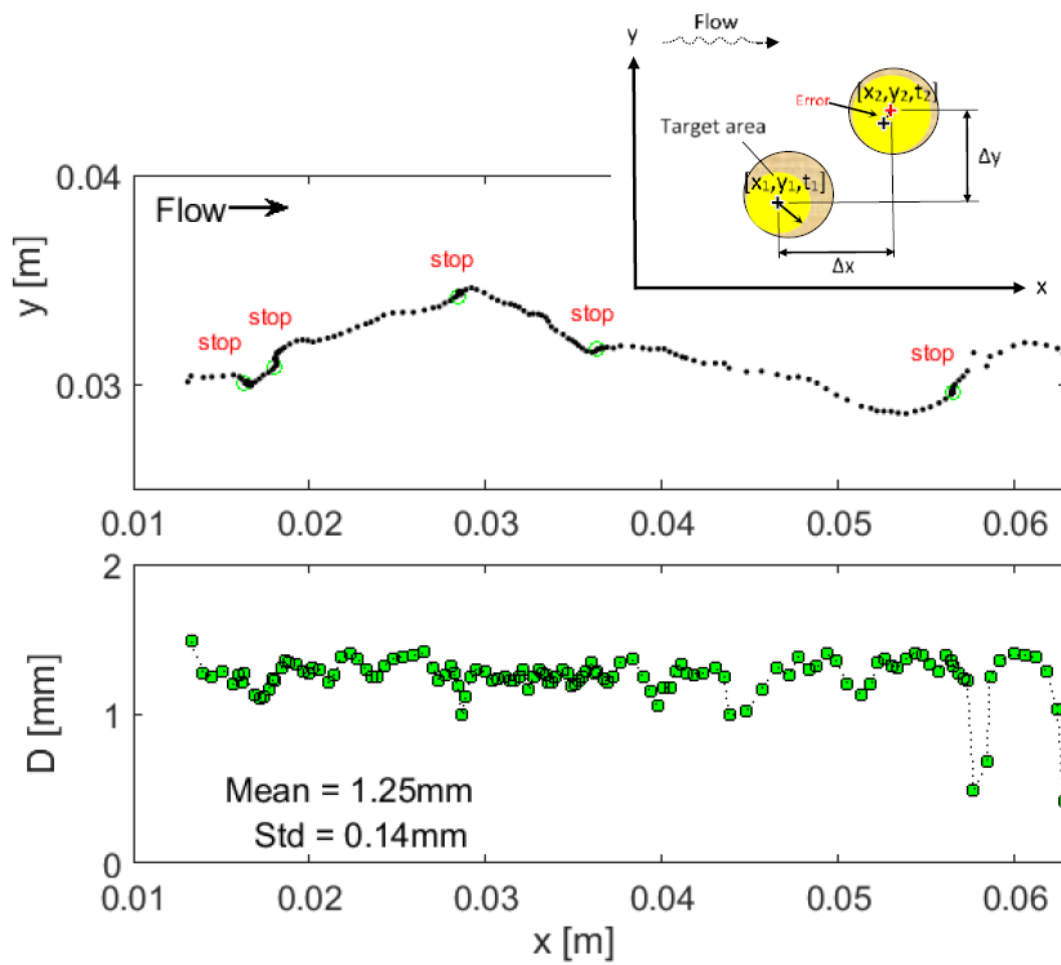 Flow
y
[x₂,y₂,t₂]
Error
Target area
Δy
[x₁,y₁,t₁]
Δx
x
0.04
Flow
stop
stop
stop
stop
stop
y [m]
0.03
0.01 0.02 0.03 0.04 0.05 0.06
2
D [mm]
1
Mean = 1.25mm
Std = 0.14mm
0
0.01 0.02 0.03 0.04 0.05 0.06
x [m]